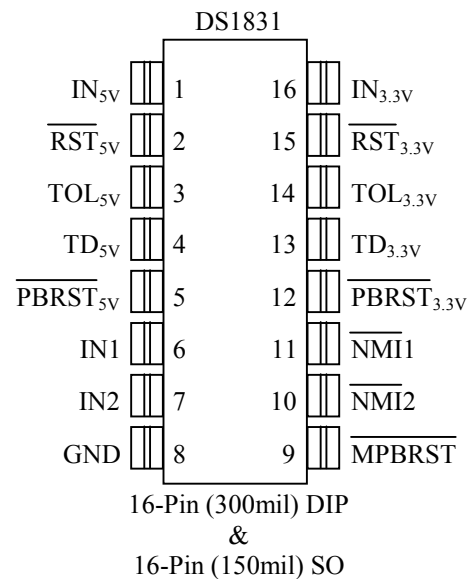 DS1831
IN5V 1 16 IN3.3V
RST5V 2 15 RST3.3V
TOL5V 3 14 TOL3.3V
TD5V 4 13 TD3.3V
PBRST5V 5 12 PBRST3.3V
IN1 6 11 NMI1
IN2 7 10 NMI2
GND 8 9 MPBRST
16-Pin (300mil) DIP
&
16-Pin (150mil) SO